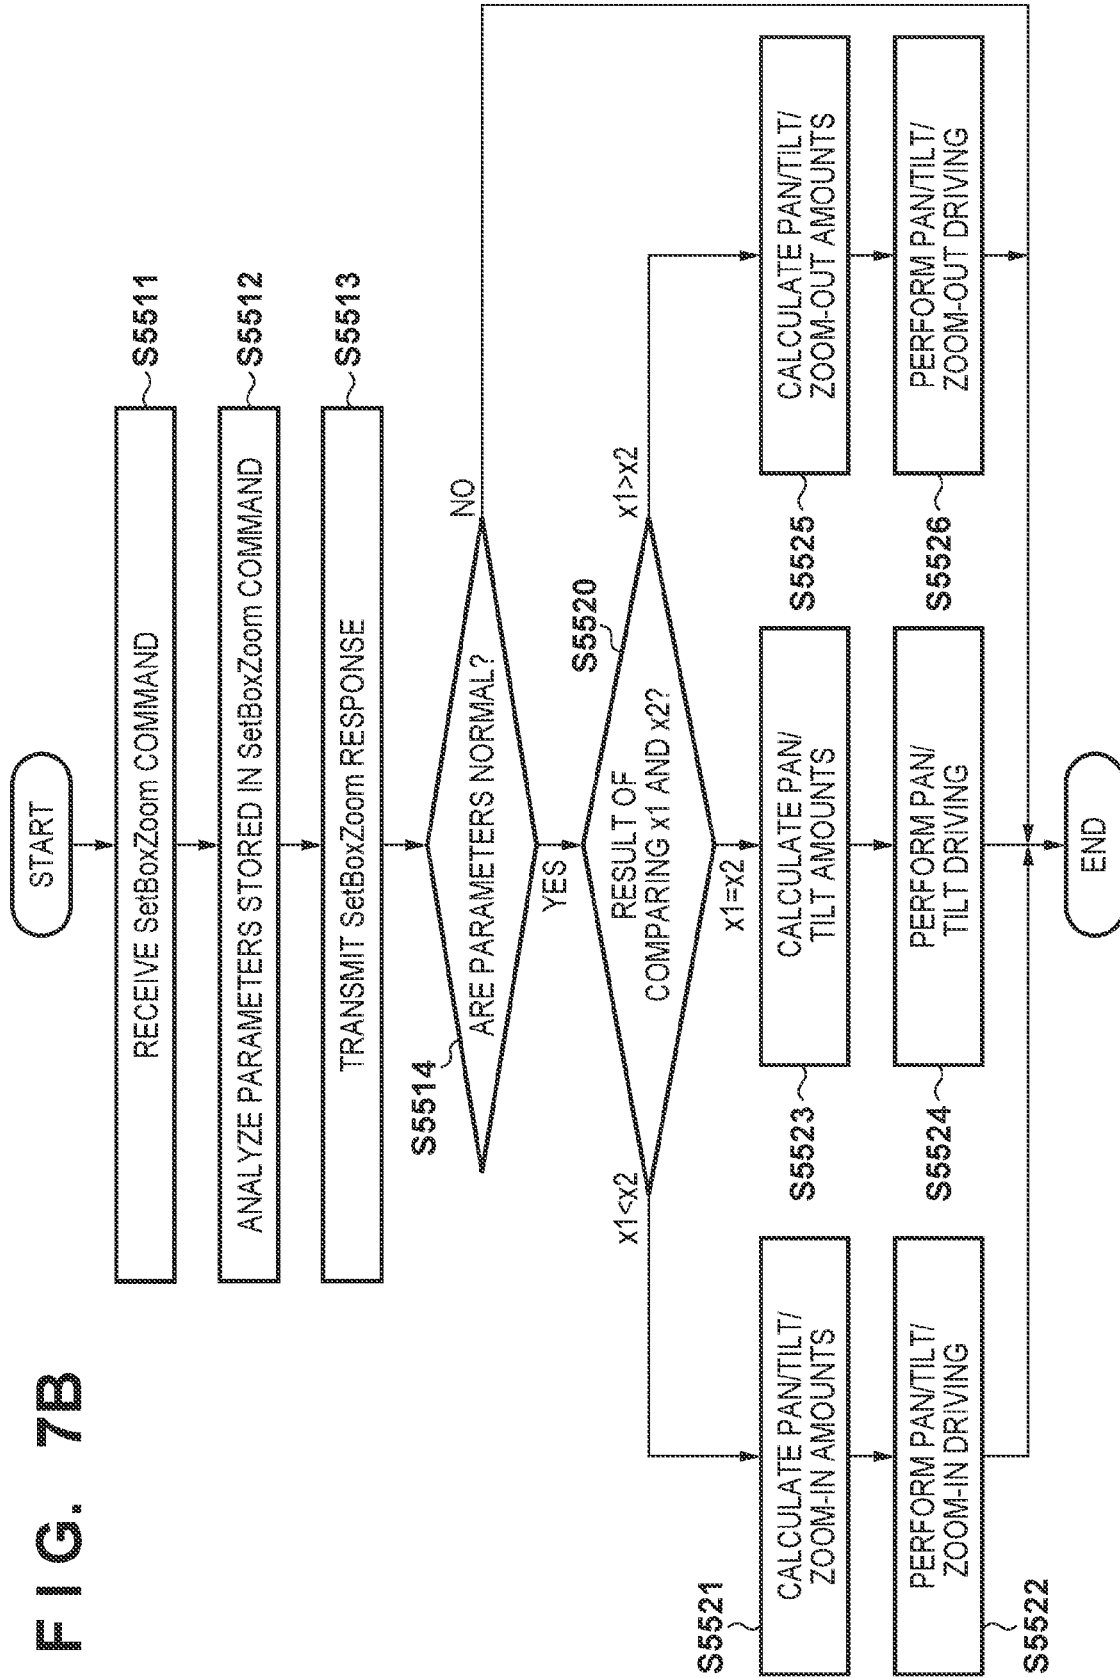 FIG. 7B
START
RECEIVE SetBoxZoom COMMAND
S5511
ANALYZE PARAMETERS STORED IN SetBoxZoom COMMAND
S5512
TRANSMIT SetBoxZoom RESPONSE
S5513
S5514
ARE PARAMETERS NORMAL?
NO
YES
S5520
RESULT OF
COMPARING x1 AND x2?
x1<x2
x1=x2
x1>x2
S5521
CALCULATE PAN/TILT/
ZOOM-IN AMOUNTS
S5523
CALCULATE PAN/
TILT AMOUNTS
S5525
CALCULATE PAN/TILT/
ZOOM-OUT AMOUNTS
S5522
PERFORM PAN/TILT/
ZOOM-IN DRIVING
S5524
PERFORM PAN/
TILT DRIVING
S5526
PERFORM PAN/TILT/
ZOOM-OUT DRIVING
END